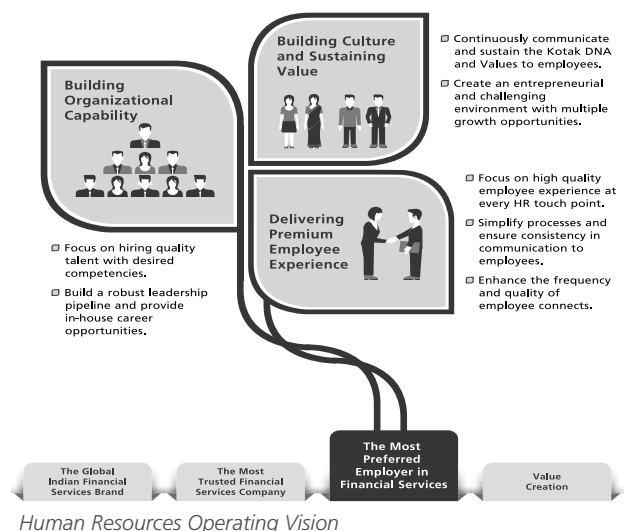 Building
Organizational
Capability
Focus on hiring quality
talent with desired
competencies.
Build a robust leadership
pipeline and provide
in-house career
opportunities.
Building Culture
and Sustaining
Value
Continuously communicate
and sustain the Kotak DNA
and Values to employees.
Create an entrepreneurial
and challenging
environment with multiple
growth opportunities.
Delivering
Premium
Employee
Experience
Focus on high quality
employee experience at
every HR touch point.
Simplify processes and
ensure consistency in
communication to
employees.
Enhance the frequency
and quality of
employee connects.
The Global
Indian Financial
Services Brand
The Most
Trusted Financial
Services Company
The Most
Preferred
Employer in
Financial Services
Value
Creation
Human Resources Operating Vision